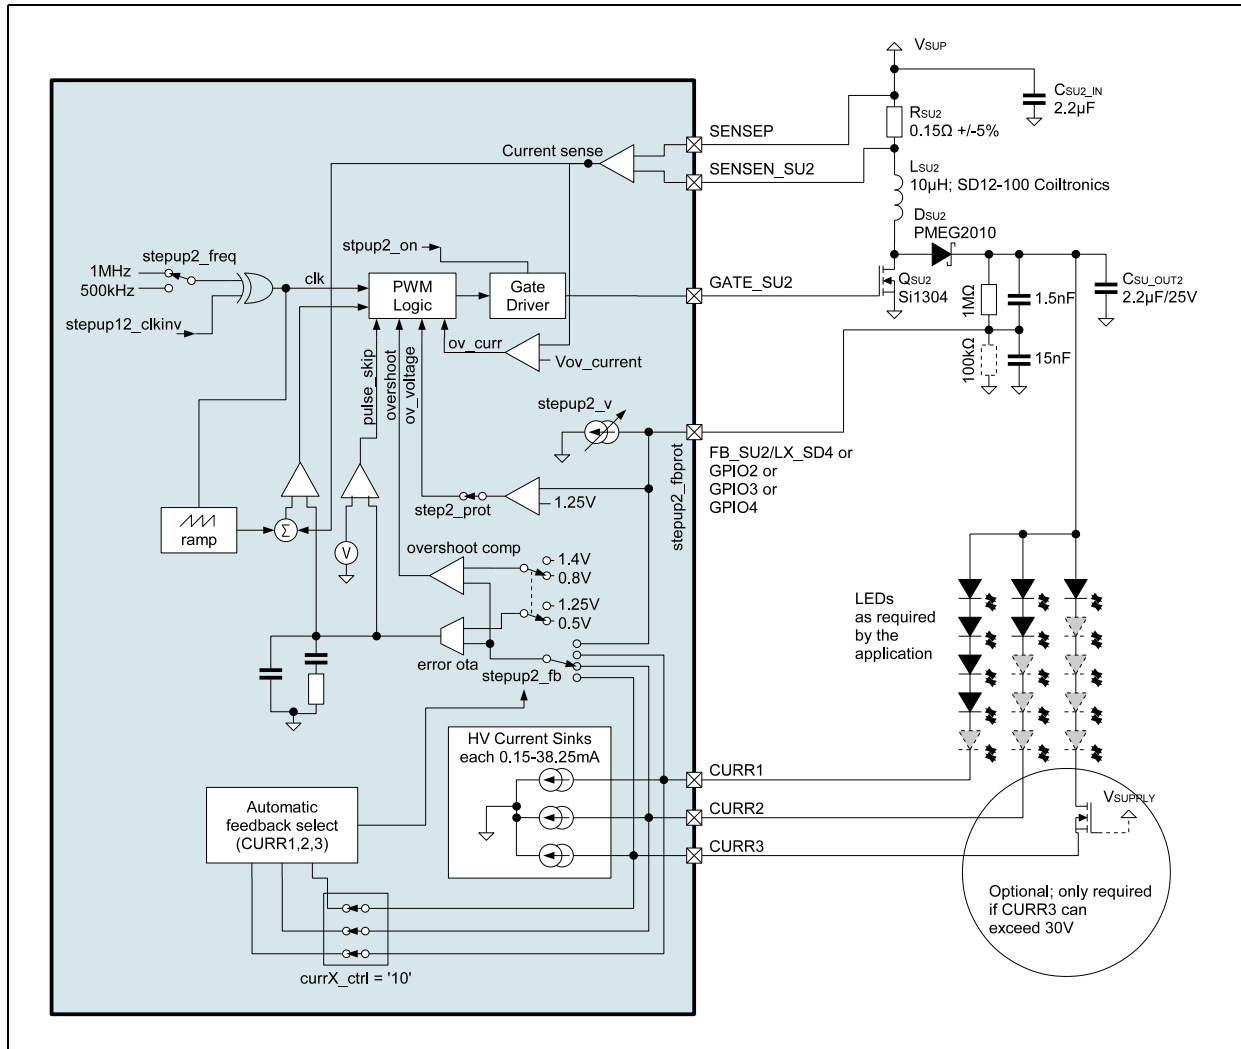 VSUP
CSU2_IN
2.2µF
RSU2
0.15Ω +/-5%
SENSEP
SENSEN_SU2
Current sense
LSU2
10µH; SD12-100 Coiltronics
DSU2
PMEG2010
stepup2_freq
1MHz
500kHz
stepup12_clkinv
clk
stpup2_on
PWM
Logic
Gate
Driver
GATE_SU2
QSU2
Si1304
1MΩ
1.5nF
CSU_OUT2
2.2µF/25V
100kΩ
15nF
ov_curr
Vov_current
pulse_skip
overshoot
ov_voltage
stepup2_v
stepup2_fbprot
FB_SU2/LX_SD4 or
GPIO2 or
GPIO3 or
GPIO4
step2_prot
1.25V
ramp
Σ
V
overshoot comp
1.4V
0.8V
1.25V
0.5V
error ota
stepup2_fb
LEDs
as required
by the
application
HV Current Sinks
each 0.15-38.25mA
CURR1
CURR2
CURR3
VSUPPLY
Automatic
feedback select
(CURR1,2,3)
Optional; only required
if CURR3 can
exceed 30V
currX_ctrl = '10'